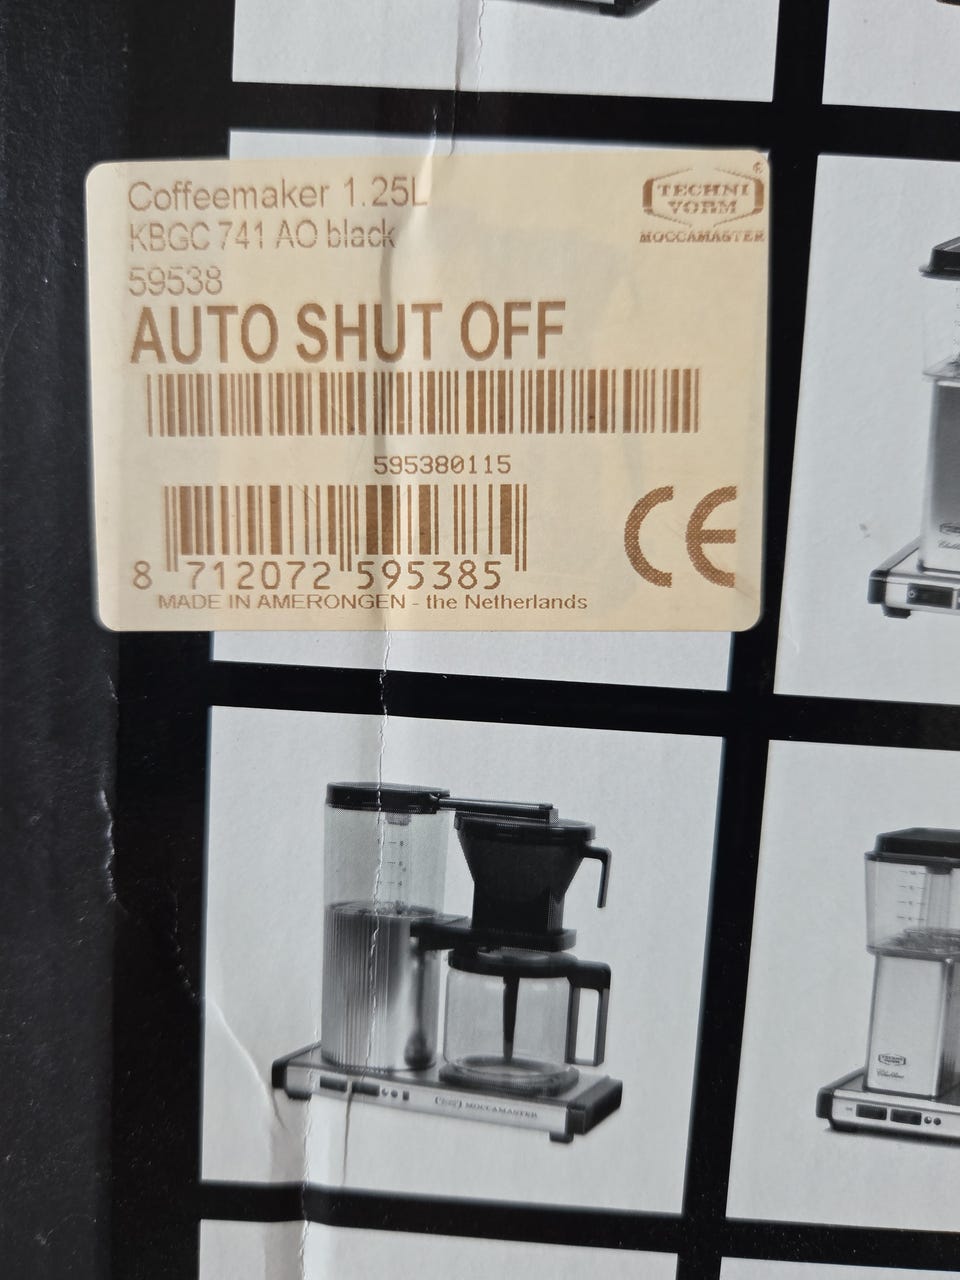 Coffeemaker 1.25L
KBGC 741 AO black
59538
AUTO SHUT OFF
TECHNI
VORM
®
MOCCAMASTER
595380115
CE
8 712072 595385
MADE IN AMERONGEN - the Netherlands
MOCCAMASTER